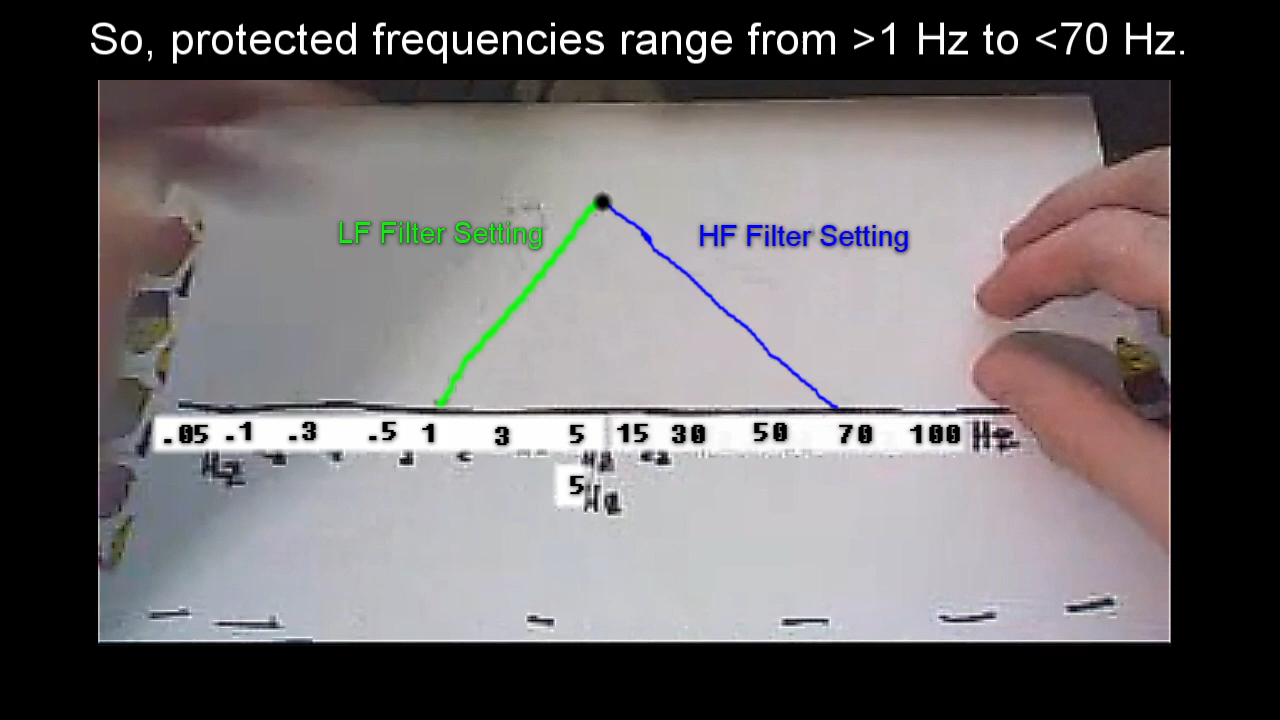 So, protected frequencies range from >1 Hz to <70 Hz.
LF Filter Setting
HF Filter Setting
.05 .1 .3 .5 1 3 5 15 30 50 70 100 Hz
Hz
5 Hz